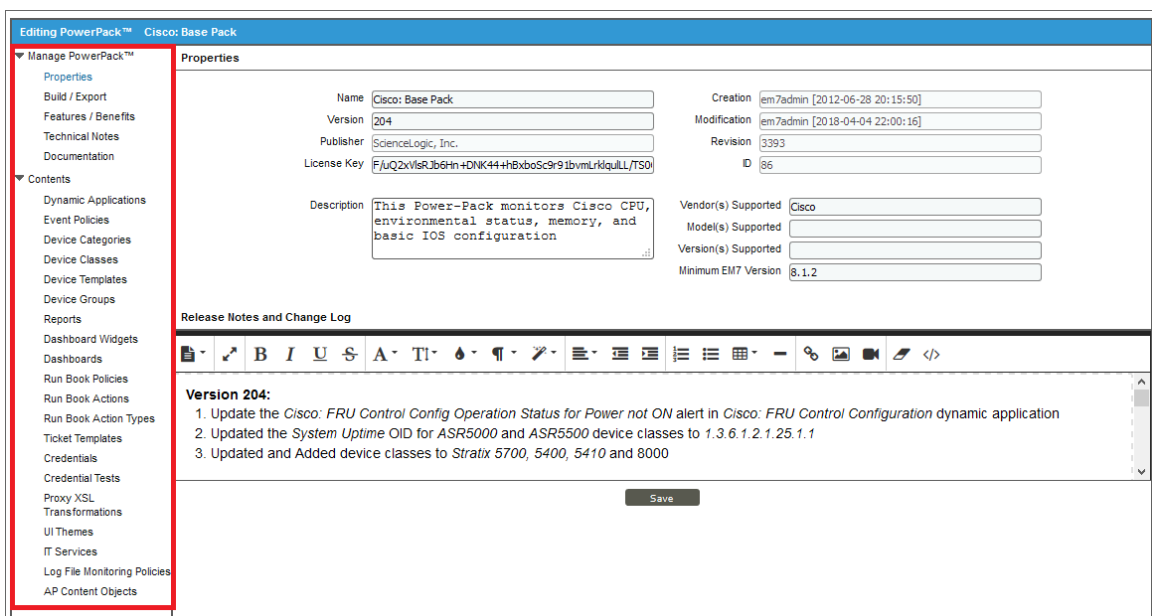 Editing PowerPack™ Cisco: Base Pack
Manage PowerPack™
Properties
Build / Export
Features / Benefits
Technical Notes
Documentation
Contents
Dynamic Applications
Event Policies
Device Categories
Device Classes
Device Templates
Device Groups
Reports
Dashboard Widgets
Dashboards
Run Book Policies
Run Book Actions
Run Book Action Types
Ticket Templates
Credentials
Credential Tests
Proxy XSL
Transformations
UI Themes
IT Services
Log File Monitoring Policies
AP Content Objects
Properties
Name Cisco: Base Pack
Version 204
Publisher ScienceLogic, Inc.
License Key
Description This Power-Pack monitors Cisco CPU,
environmental status, memory, and
basic IOS configuration
Creation em7admin [2012-06-28 20:15:50]
Modification em7admin [2018-04-04 22:00:16]
Revision 3393
ID 86
Vendor(s) Supported Cisco
Model(s) Supported
Version(s) Supported
Minimum EM7 Version 8.1.2
Release Notes and Change Log
Version 204:
1. Update the Cisco: FRU Control Config Operation Status for Power not ON alert in Cisco: FRU Control Configuration dynamic application
2. Updated the System Uptime OID for ASR5000 and ASR5500 device classes to 1.3.6.1.2.1.25.1.1
3. Updated and Added device classes to Stratix 5700, 5400, 5410 and 8000
Save